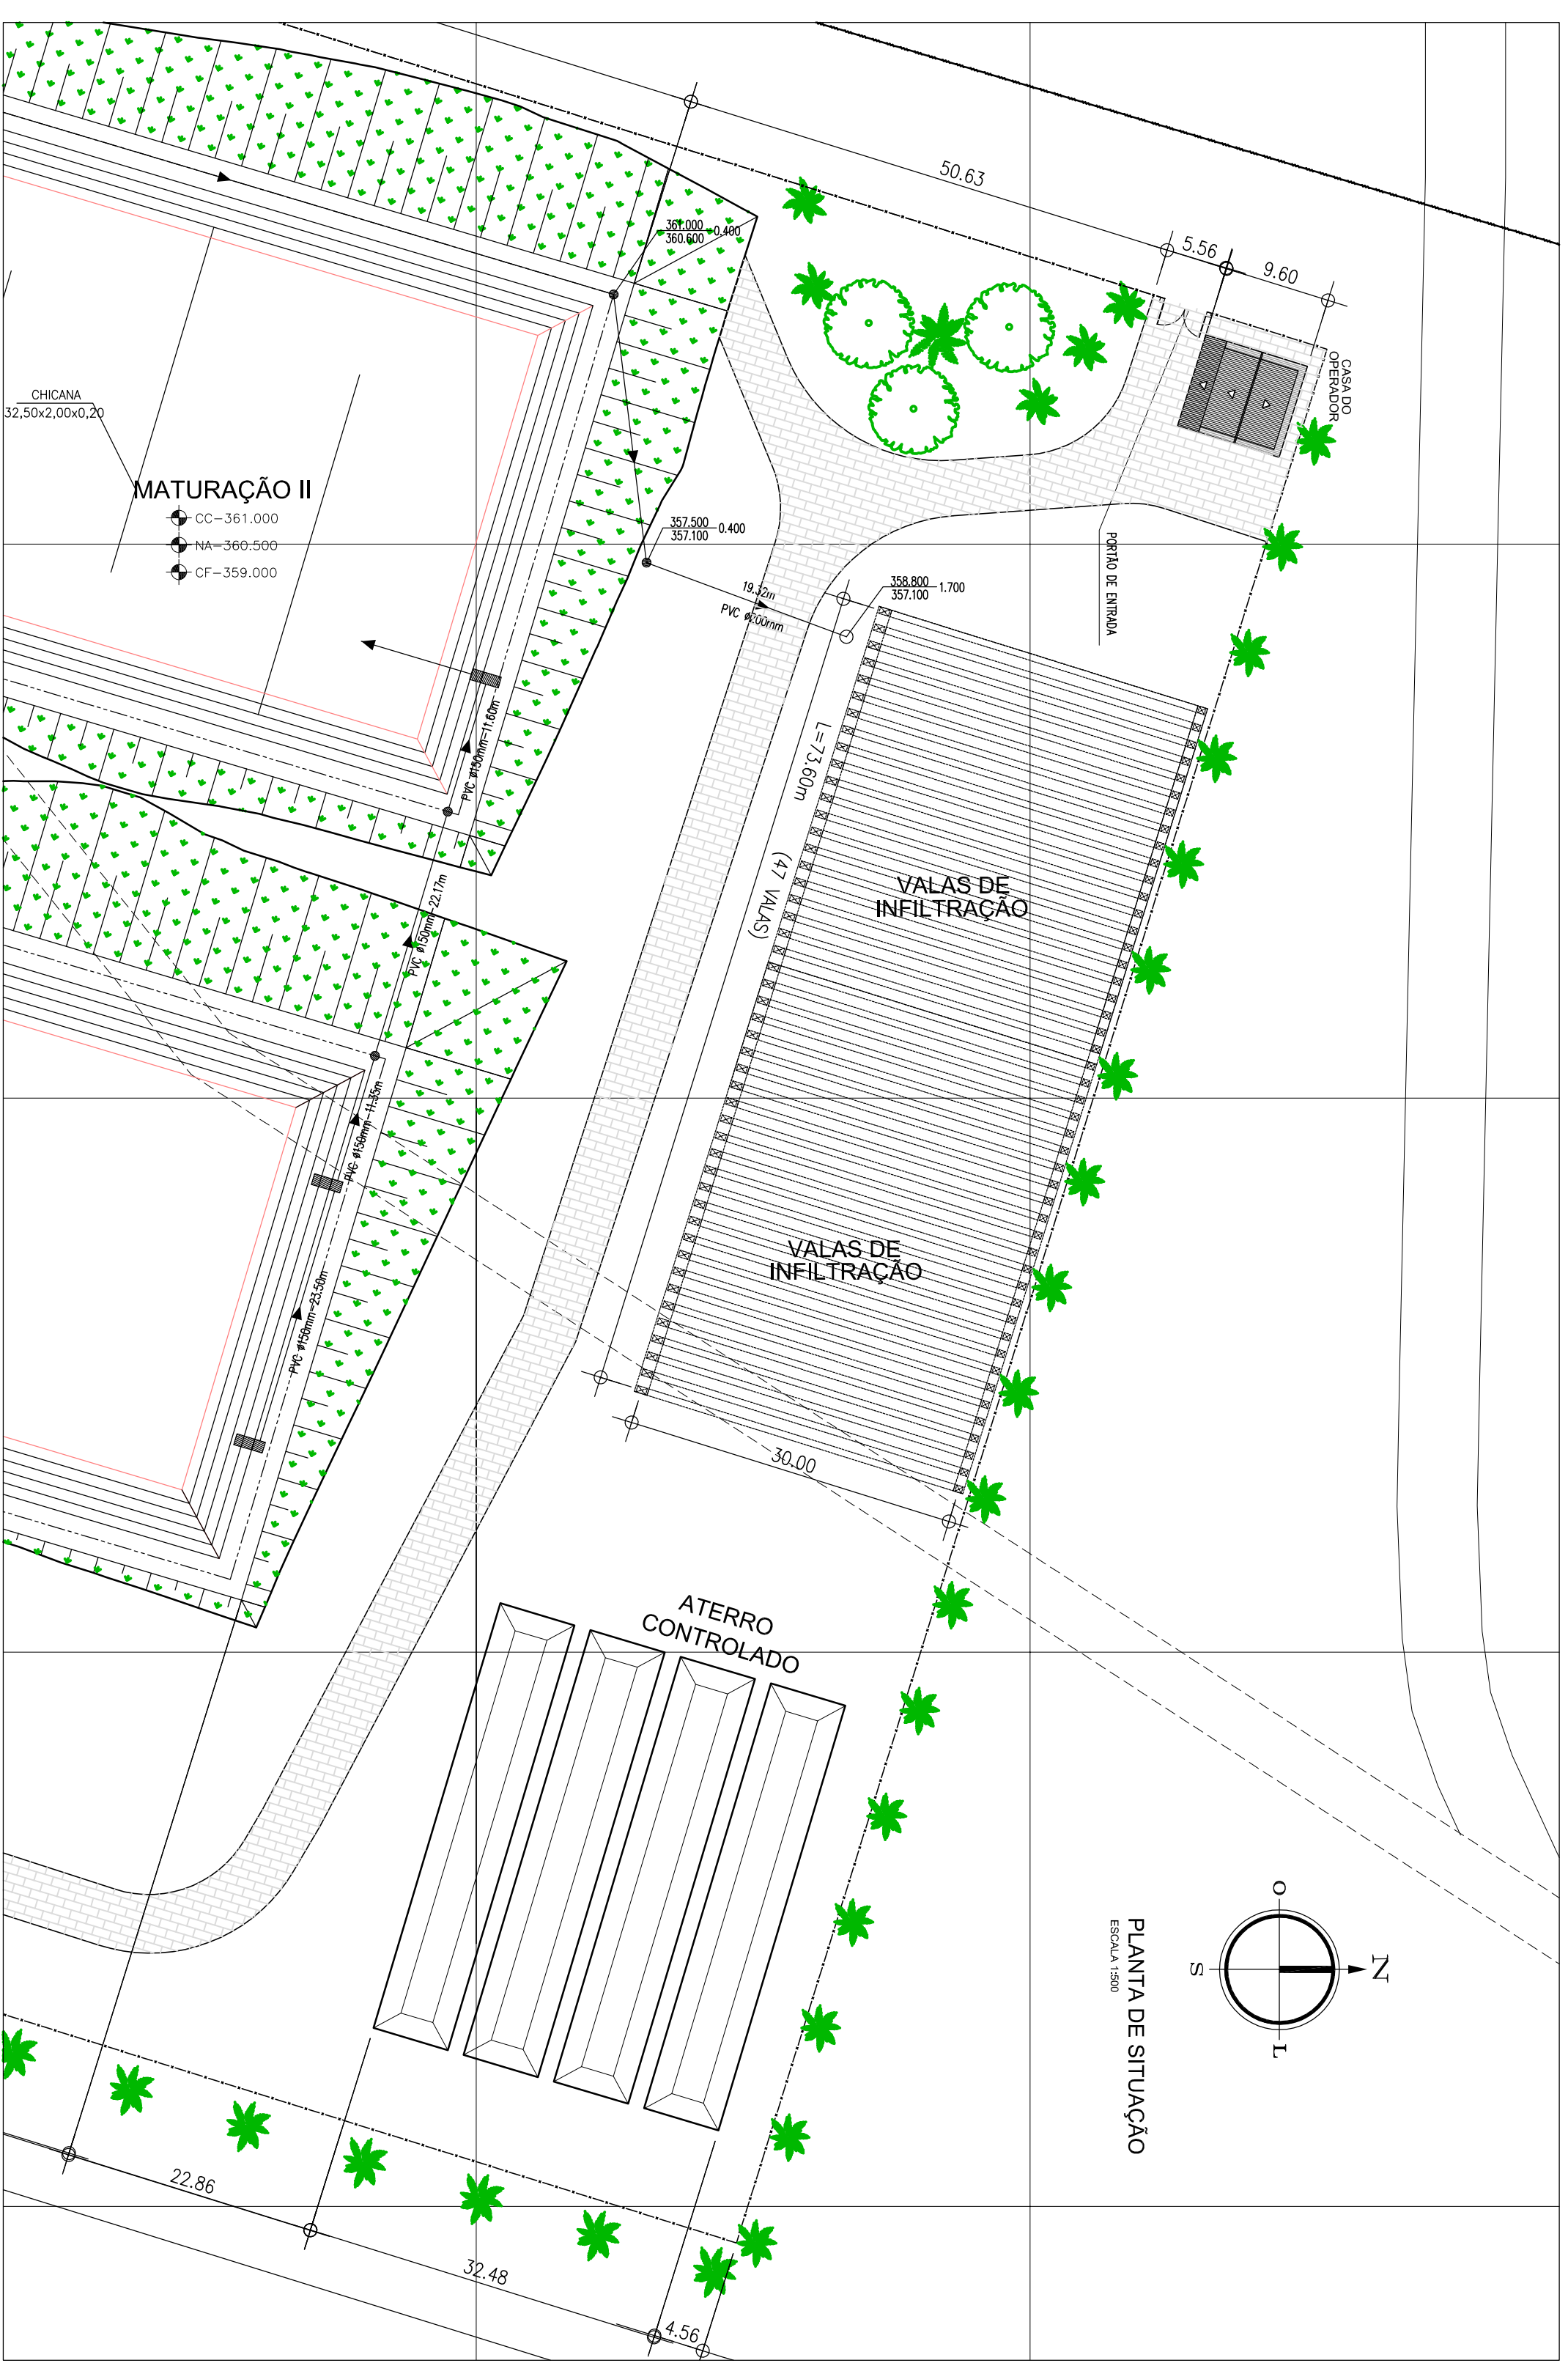 50.63
5.56
9.60
361.000
360.600
0.400
CASA DO
OPERADOR
CHICANA
32,50x2,00x0,20
MATURAÇÃO II
CC-361.000
NA-360.500
CF-359.000
357.500
357.100
0.400
PORTÃO DE ENTRADA
19.32m
PVC ø200mm
358.800
357.100
1.700
PVC ø150mm-11.60m
L=73.60m
(47 VALAS)
VALAS DE
INFILTRAÇÃO
PVC ø150mm-22.17m
PVC ø150mm-11.35m
VALAS DE
INFILTRAÇÃO
PVC ø150mm-23.50m
30.00
ATERRO
CONTROLADO
PLANTA DE SITUAÇÃO
ESCALA 1:500
O
N
S
L
22.86
32.48
4.56